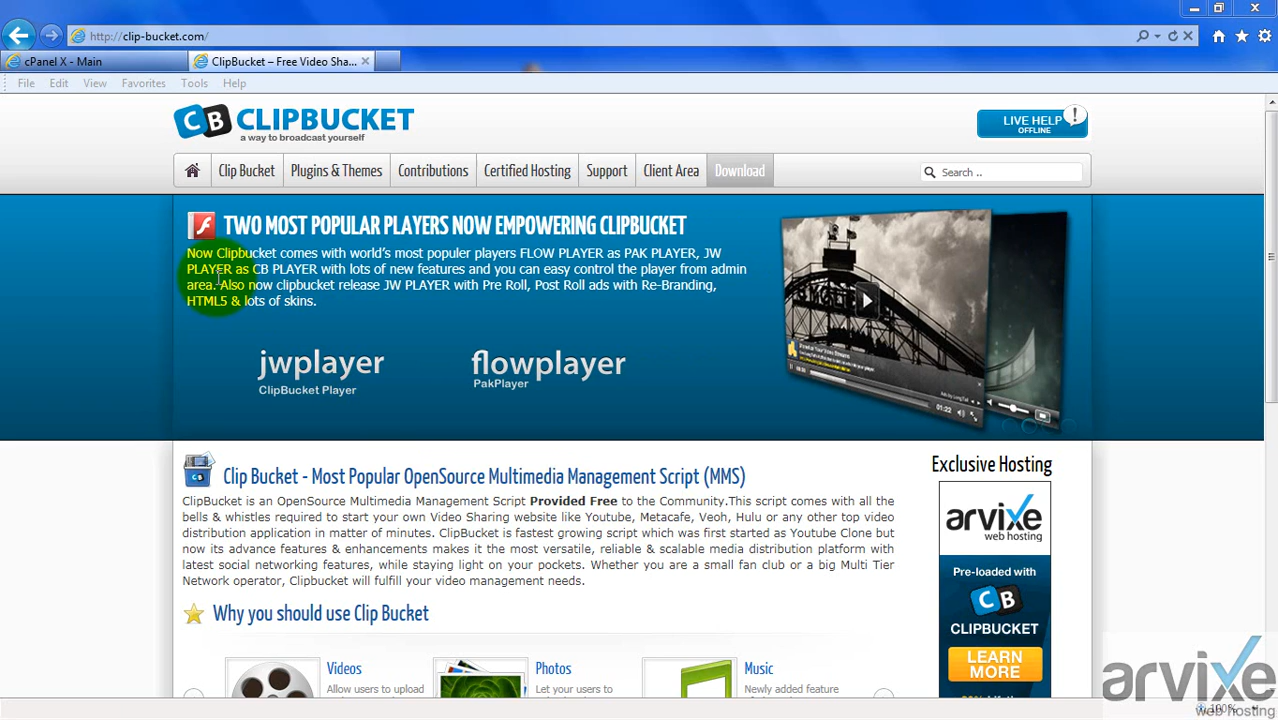 http://clip-bucket.com/
cPanel X - Main
ClipBucket – Free Video Sha...
File Edit View Favorites Tools Help
CB CLIPBUCKET
a way to broadcast yourself
LIVE HELP !
OFFLINE
Clip Bucket Plugins & Themes Contributions Certified Hosting Support Client Area Download
Search ..
TWO MOST POPULAR PLAYERS NOW EMPOWERING CLIPBUCKET
Now Clipbucket comes with world's most populer players FLOW PLAYER as PAK PLAYER, JW
PLAYER as CB PLAYER with lots of new features and you can easy control the player from admin
area. Also now clipbucket release JW PLAYER with Pre Roll, Post Roll ads with Re-Branding,
HTML5 & lots of skins.
jwplayer
ClipBucket Player
flowplayer
PakPlayer
01:22
Clip Bucket - Most Popular OpenSource Multimedia Management Script (MMS)
ClipBucket is an OpenSource Multimedia Management Script Provided Free to the Community.This script comes with all the
bells & whistles required to start your own Video Sharing website like Youtube, Metacafe, Veoh, Hulu or any other top video
distribution application in matter of minutes. ClipBucket is fastest growing script which was first started as Youtube Clone but
now its advance features & enhancements makes it the most versatile, reliable & scalable media distribution platform with
latest social networking features, while staying light on your pockets. Whether you are a small fan club or a big Multi Tier
Network operator, Clipbucket will fulfill your video management needs.
Why you should use Clip Bucket
Videos
Allow users to upload
Photos
Let your users to
Music
Newly added feature
Exclusive Hosting
arvixe
web hosting
Pre-loaded with
CB
CLIPBUCKET
LEARN
MORE
arvixe
web hosting
100%